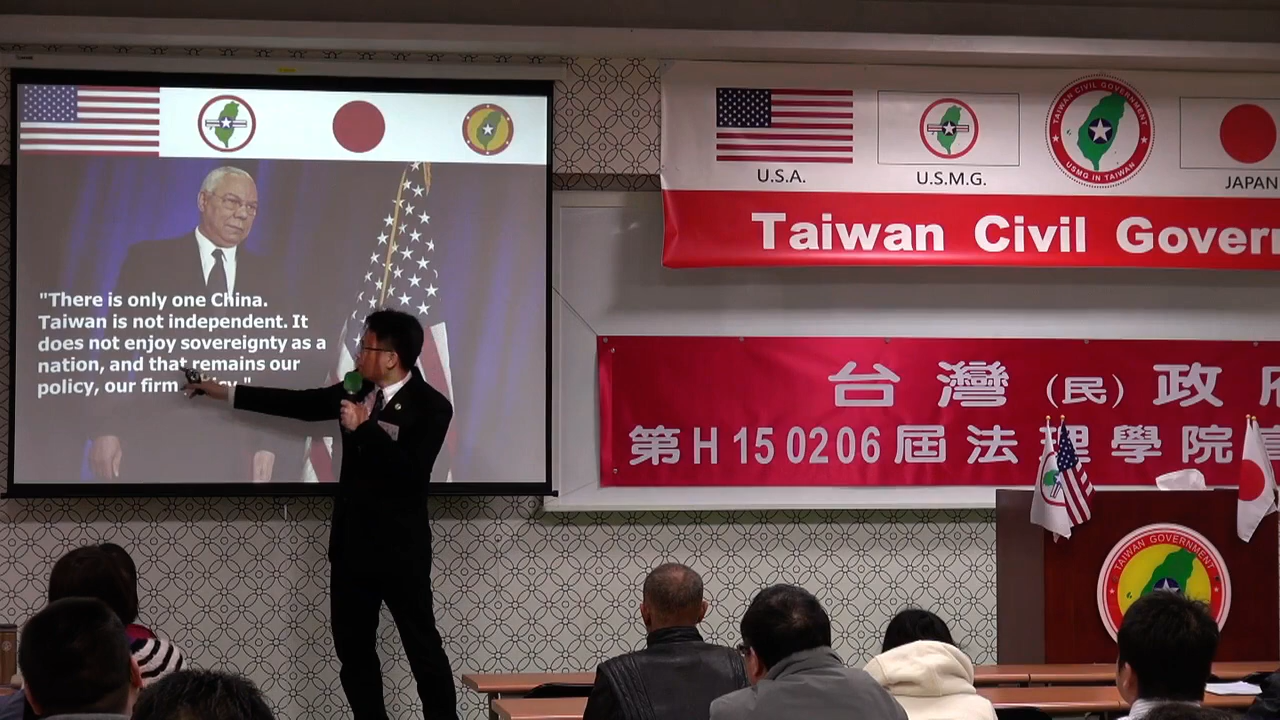 "There is only one China.
Taiwan is not independent. It
does not enjoy sovereignty as a
nation, and that remains our
policy, our firm
U.S.A.
U.S.M.G.
TAIWAN CIVIL GOVERNMENT
USMG IN TAIWAN
JAPAN
Taiwan Civil Govern
台灣(民)政府
第H150206屆法理學院
TAIWAN GOVERNMENT